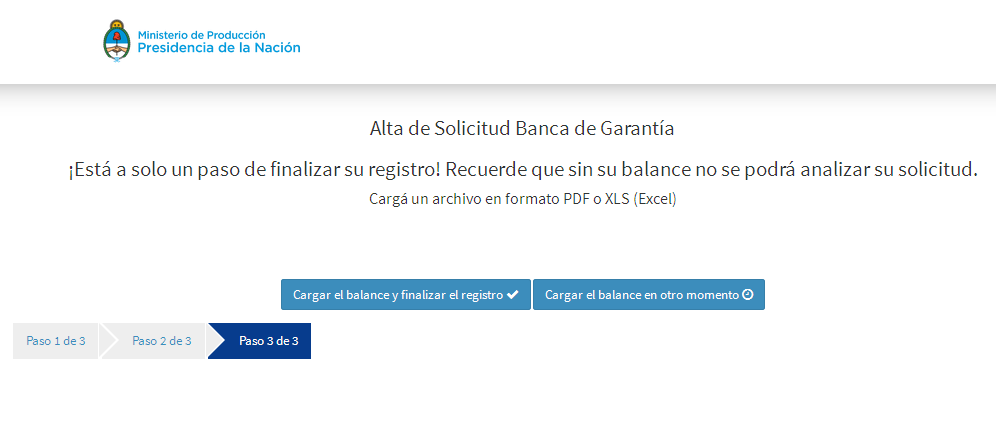 Ministerio de Producción
Presidencia de la Nación
Alta de Solicitud Banca de Garantía
¡Está a solo un paso de finalizar su registro! Recuerde que sin su balance no se podrá analizar su solicitud.
Cargá un archivo en formato PDF o XLS (Excel)
Cargar el balance y finalizar el registro
Cargar el balance en otro momento
Paso 1 de 3
Paso 2 de 3
Paso 3 de 3